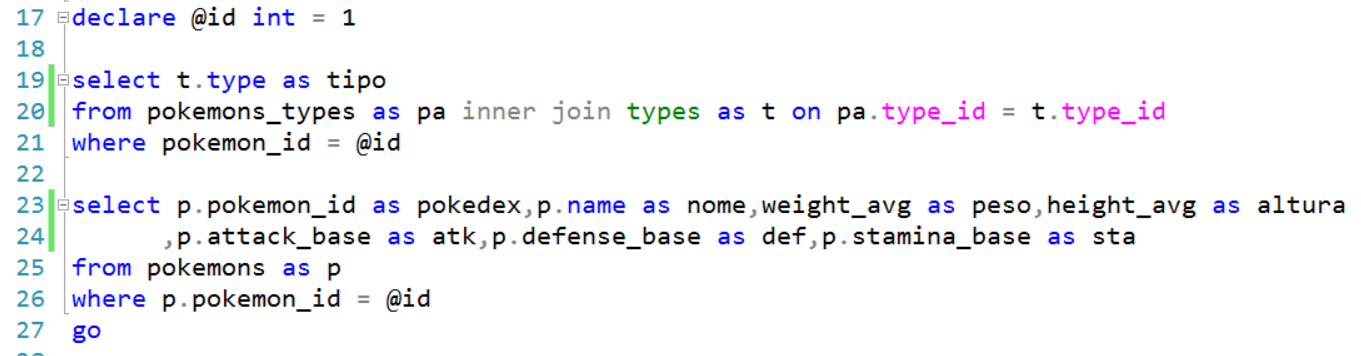 17 declare @id int = 1
18
19 select t.type as tipo
20 from pokemons_types as pa inner join types as t on pa.type_id = t.type_id
21 where pokemon_id = @id
22
23 select p.pokemon_id as pokedex,p.name as nome,weight_avg as peso,height_avg as altura
24 ,p.attack_base as atk,p.defense_base as def,p.stamina_base as sta
25 from pokemons as p
26 where p.pokemon_id = @id
27 go